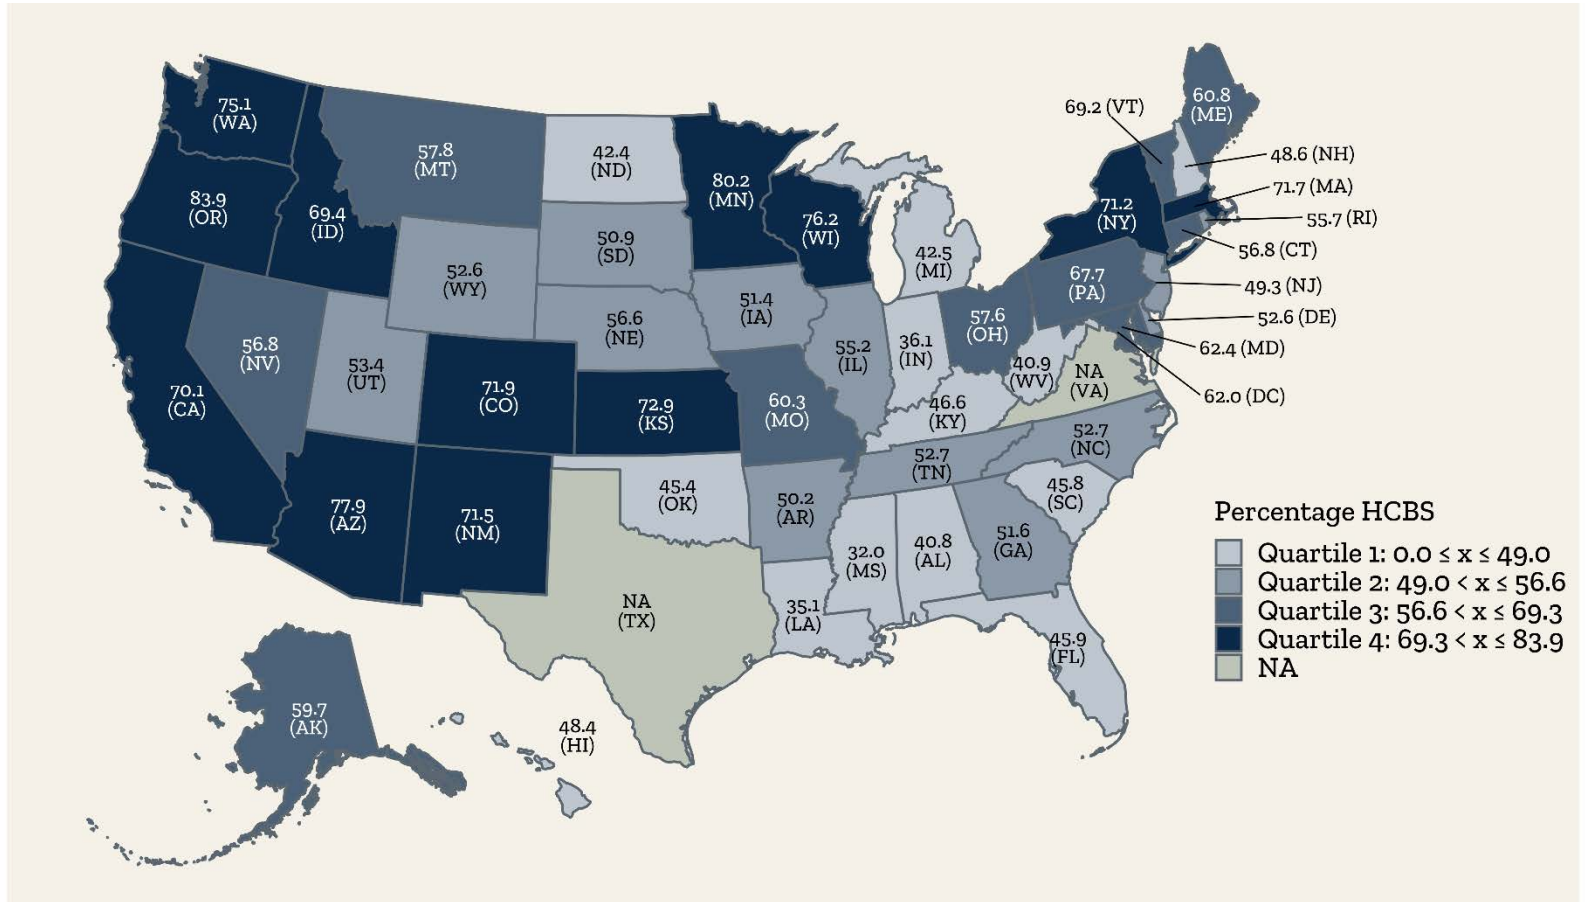 75.1
(WA)
83.9
(OR)
69.4
(ID)
57.8
(MT)
42.4
(ND)
80.2
(MN)
76.2
(WI)
50.9
(SD)
52.6
(WY)
70.1
(CA)
56.8
(NV)
53.4
(UT)
71.9
(CO)
56.6
(NE)
51.4
(IA)
72.9
(KS)
60.3
(MO)
55.2
(IL)
36.1
(IN)
42.5
(MI)
57.6
(OH)
40.9
(WV)
46.6
(KY)
NA
(VA)
67.7
(PA)
71.2
(NY)
69.2 (VT)
60.8
(ME)
48.6 (NH)
71.7 (MA)
55.7 (RI)
56.8 (CT)
49.3 (NJ)
52.6 (DE)
62.4 (MD)
62.0 (DC)
77.9
(AZ)
71.5
(NM)
45.4
(OK)
50.2
(AR)
52.7
(TN)
52.7
(NC)
45.8
(SC)
NA
(TX)
35.1
(LA)
32.0
(MS)
40.8
(AL)
51.6
(GA)
45.9
(FL)
59.7
(AK)
48.4
(HI)
Percentage HCBS
Quartile 1: 0.0 ≤ x ≤ 49.0
Quartile 2: 49.0 < x ≤ 56.6
Quartile 3: 56.6 < x ≤ 69.3
Quartile 4: 69.3 < x ≤ 83.9
NA